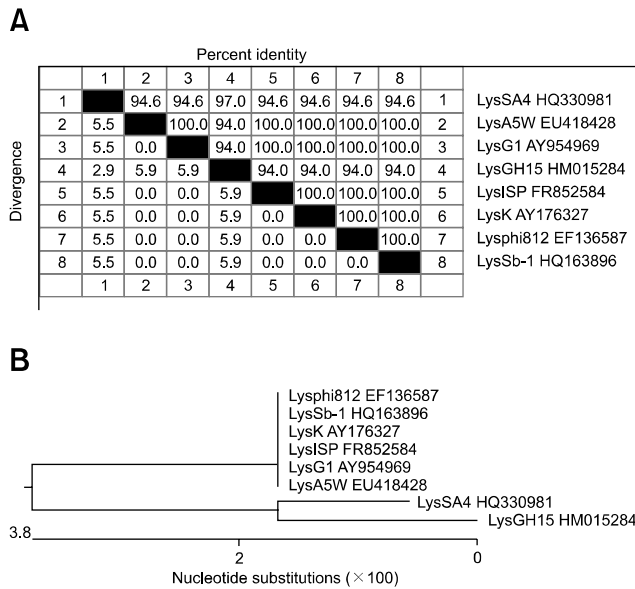 A
Percent identity
1 2 3 4 5 6 7 8
1 94.6 94.6 97.0 94.6 94.6 94.6 94.6 1 LysSA4 HQ330981
2 5.5 100.0 94.0 100.0 100.0 100.0 100.0 2 LysA5W EU418428
3 5.5 0.0 94.0 100.0 100.0 100.0 100.0 3 LysG1 AY954969
4 2.9 5.9 5.9 94.0 94.0 94.0 94.0 4 LysGH15 HM015284
5 5.5 0.0 0.0 5.9 100.0 100.0 100.0 5 LysISP FR852584
6 5.5 0.0 0.0 5.9 0.0 100.0 100.0 6 LysK AY176327
7 5.5 0.0 0.0 5.9 0.0 0.0 100.0 7 Lysphi812 EF136587
8 5.5 0.0 0.0 5.9 0.0 0.0 0.0 8 LysSb-1 HQ163896
1 2 3 4 5 6 7 8
Divergence
B
Lysphi812 EF136587
LysSb-1 HQ163896
LysK AY176327
LysISP FR852584
LysG1 AY954969
LysA5W EU418428
LysSA4 HQ330981
LysGH15 HM015284
3.8
2 0
Nucleotide substitutions (×100)